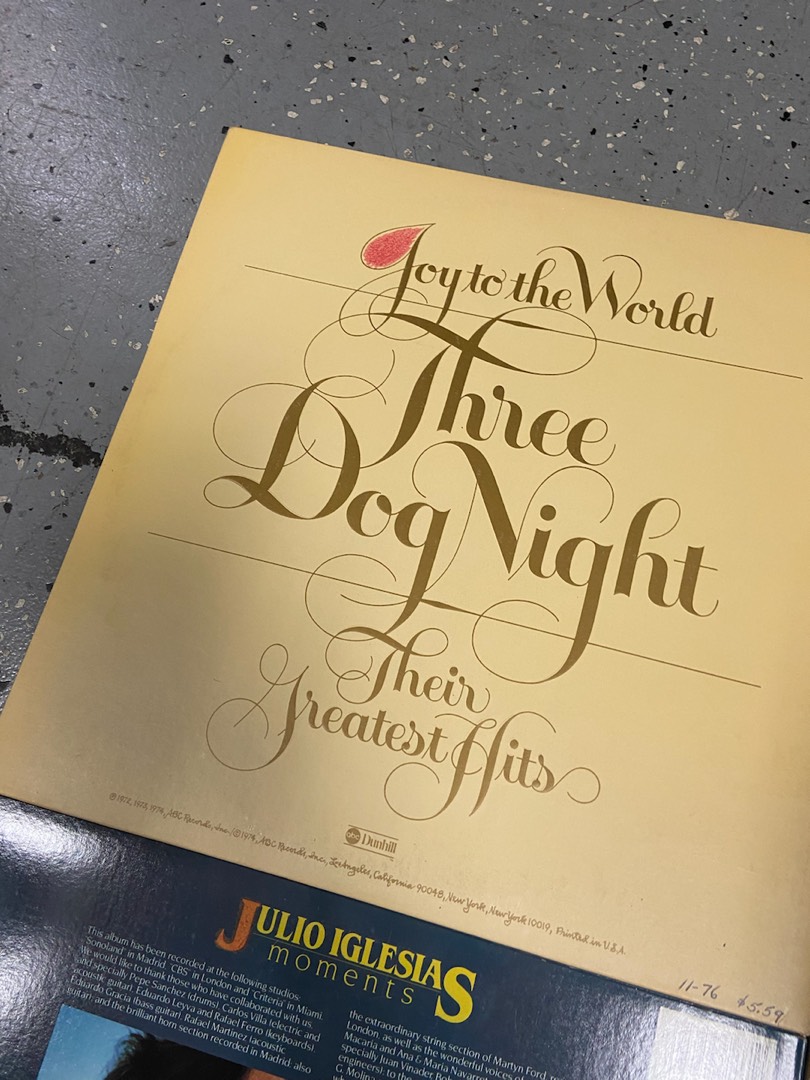 Joy to the World
Three
Dog Night
Their
Greatest Hits
abc Dunhill
℗1972, 1973, 1974, ABC Records, Inc./©1974, ABC Records, Inc., Los Angeles, California 90048, New York, New York 10019, Printed in U.S.A.
11-76 $5.59
JULIO IGLESIAS
moments
This album has been recorded at the following studios:
Sonoland in Madrid "CBS" in London and "Criteria" in Miami.
We would like to thank those who have collaborated with us
and specially Pepe Sanchez (drums), Carlos Villa (electric and
acoustic guitar), Eduardo Leyva and Rafael Ferro (keyboards)
Eduardo Gracia (bass guitar) Rafael Martinez (acoustic
guitar) and the brilliant horn section recorded in Madrid: also
the extraordinary string section of Martyn Ford,
London, as well as the wonderful voices of
Macaria and Ana & Maria
specially Juan Vinader,
engineers): to the
G. Molina